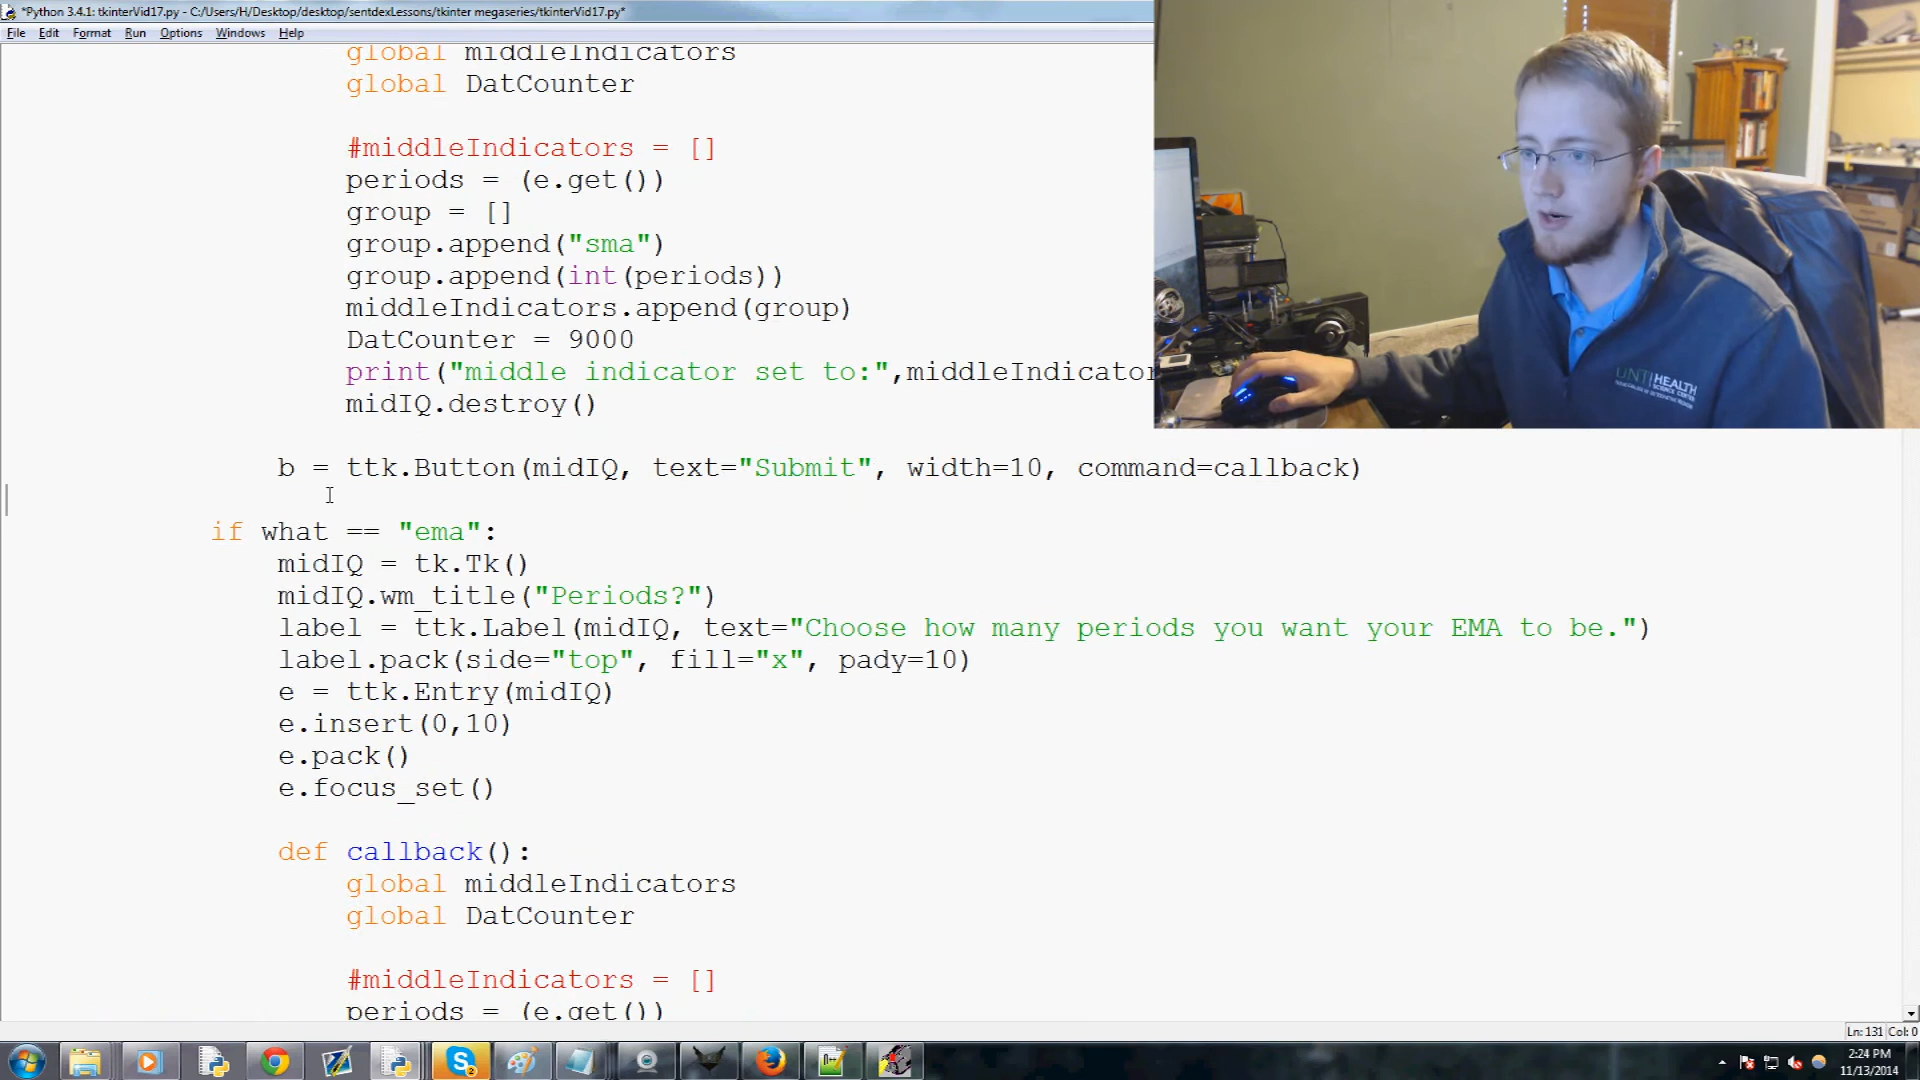 *Python 3.4.1: tkinterVid17.py - C:/Users/H/Desktop/desktop/sentdexLessons/tkinter megaseries/tkinterVid17.py*
File Edit Format Run Options Windows Help
global middleIndicators
global DatCounter
#middleIndicators = []
periods = (e.get())
group = []
group.append("sma")
group.append(int(periods))
middleIndicators.append(group)
DatCounter = 9000
print("middle indicator set to:",middleIndicator
midIQ.destroy()
b = ttk.Button(midIQ, text="Submit", width=10, command=callback)
if what == "ema":
midIQ = tk.Tk()
midIQ.wm_title("Periods?")
label = ttk.Label(midIQ, text="Choose how many periods you want your EMA to be.")
label.pack(side="top", fill="x", pady=10)
e = ttk.Entry(midIQ)
e.insert(0,10)
e.pack()
e.focus_set()
def callback():
global middleIndicators
global DatCounter
#middleIndicators = []
periods = (e.get())
Ln: 131 Col: 0
2:24 PM
11/13/2014
UNT HEALTH